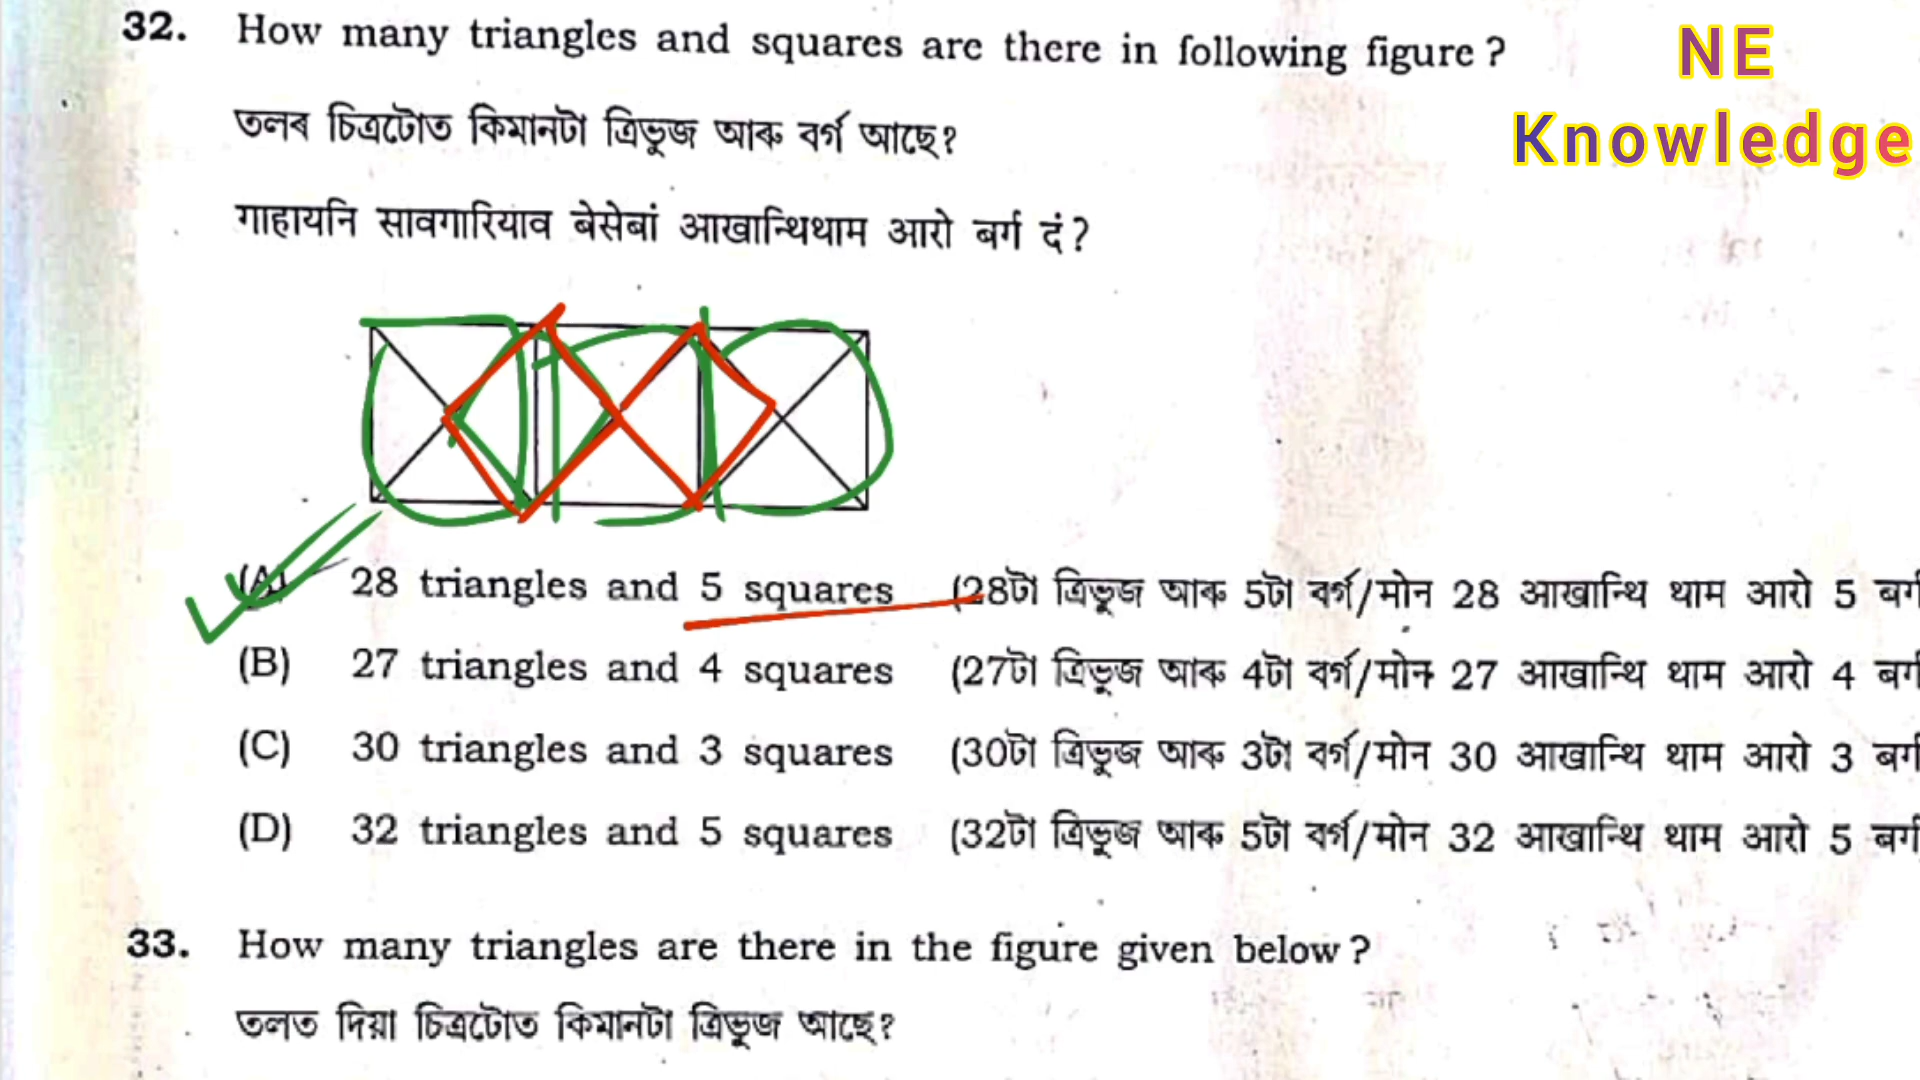 32. How many triangles and squares are there in following figure ?
NE
Knowledge
তলৰ চিত্ৰটোত কিমানটা ত্ৰিভুজ আৰু বৰ্গ আছে?
गाहायनि सावगारियाव बेसेबां आखान्थिथाम आरो बर्ग दं?
(A) 28 triangles and 5 squares (28টা ত্ৰিভুজ আৰু 5টা বৰ্গ/मोन 28 आखान्थि थाम आरो 5 बर्ग
(B) 27 triangles and 4 squares (27টা ত্ৰিভুজ আৰু 4টা বৰ্গ/मोन 27 आखान्थि थाम आरो 4 बर्ग
(C) 30 triangles and 3 squares (30টা ত্ৰিভুজ আৰু 3টা বৰ্গ/मोन 30 आखान्थि थाम आरो 3 बर्ग
(D) 32 triangles and 5 squares (32টা ত্ৰিভুজ আৰু 5টা বৰ্গ/मोन 32 आखान्थि थाम आरो 5 बर्ग
33. How many triangles are there in the figure given below ?
তলত দিয়া চিত্ৰটোত কিমানটা ত্ৰিভুজ আছে?